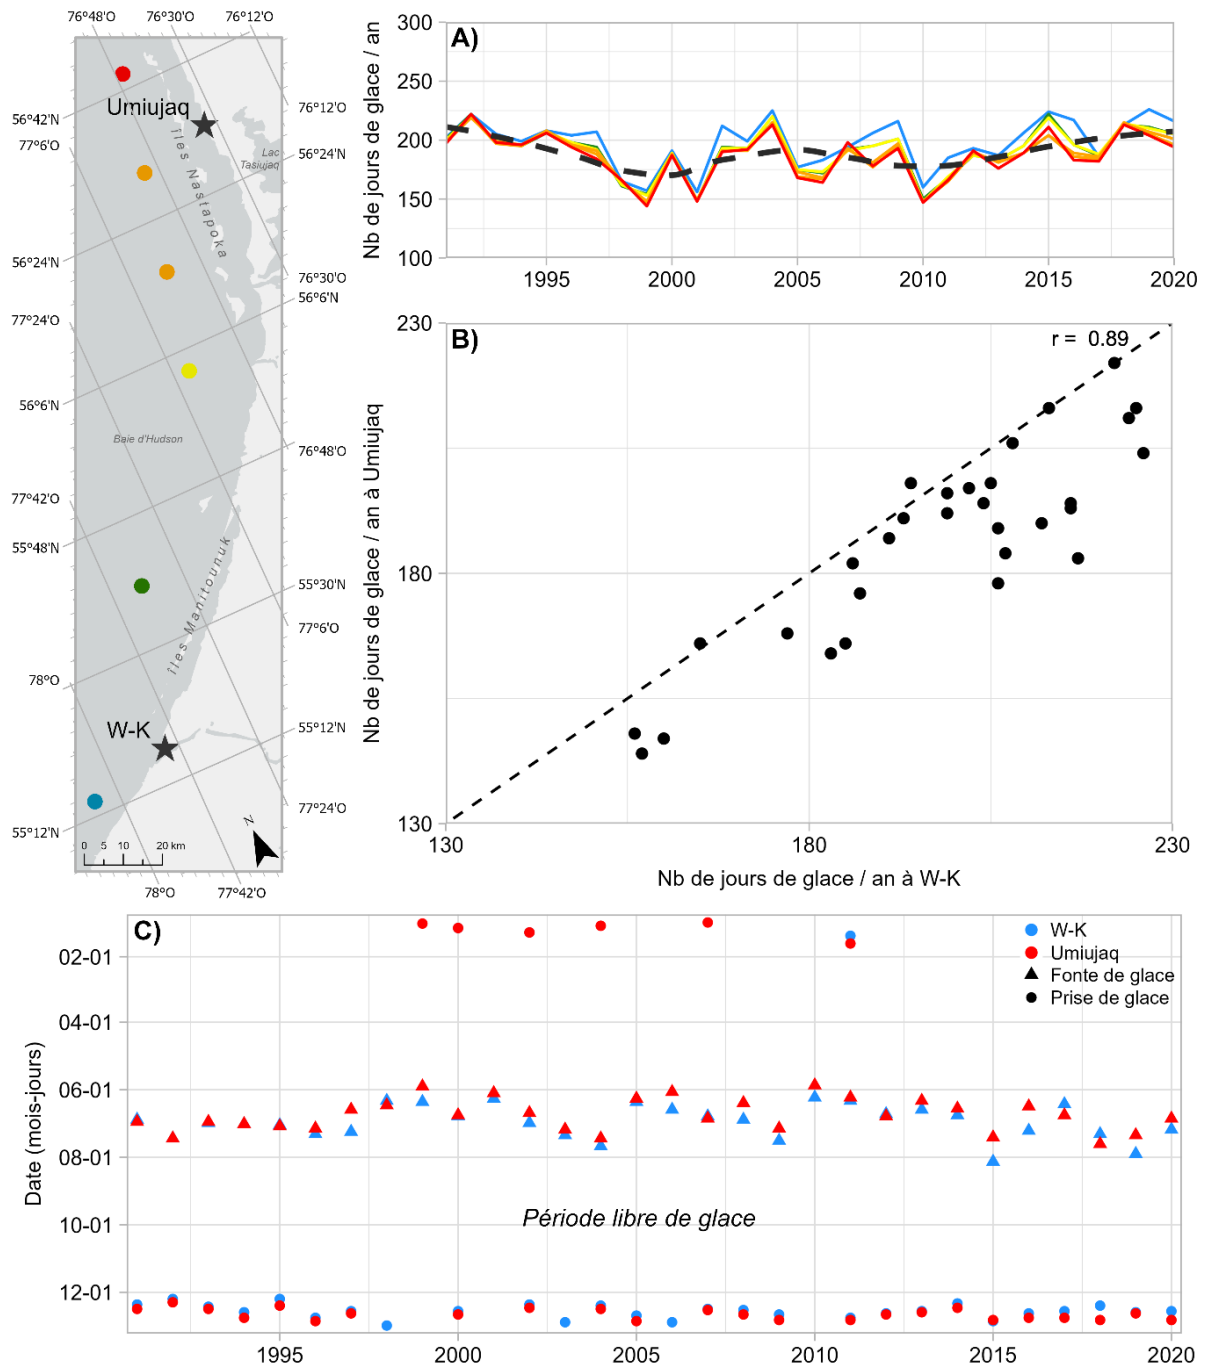 76°48'O
76°30'O
76°12'O
56°42'N
77°6'O
56°24'N
77°24'O
56°6'N
77°42'O
55°48'N
78°O
55°12'N
76°12'O
56°24'N
76°30'O
56°6'N
76°48'O
55°30'N
77°6'O
55°12'N
77°24'O
78°O
77°42'O
Umiujaq
Îles Nastapoka
Lac
Tasiujaq
Baie d'Hudson
Îles Manitounuk
W-K
0 5 10 20 km
N
A)
Nb de jours de glace / an
300
250
200
150
100
1995 2000 2005 2010 2015 2020
B)
r = 0.89
Nb de jours de glace / an à Umiujaq
230
180
130
130 180 230
Nb de jours de glace / an à W-K
C)
W-K
Umiujaq
Fonte de glace
Prise de glace
Date (mois-jours)
02-01
04-01
06-01
08-01
10-01
12-01
Période libre de glace
1995 2000 2005 2010 2015 2020